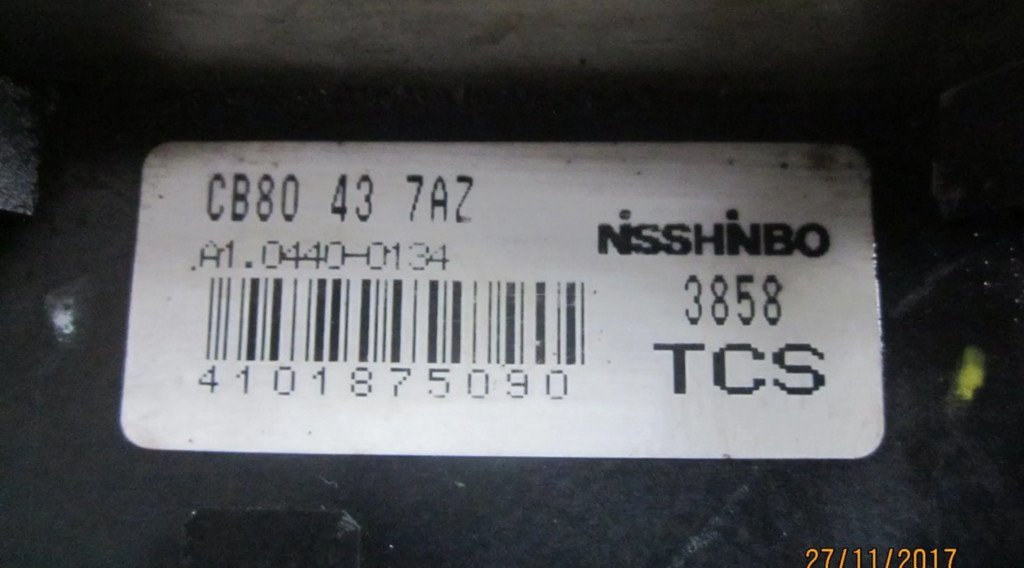 CB80 43 7AZ
A1.0440-0134
4101875090
NiSSHiNBO
3858
TCS
27/11/2017